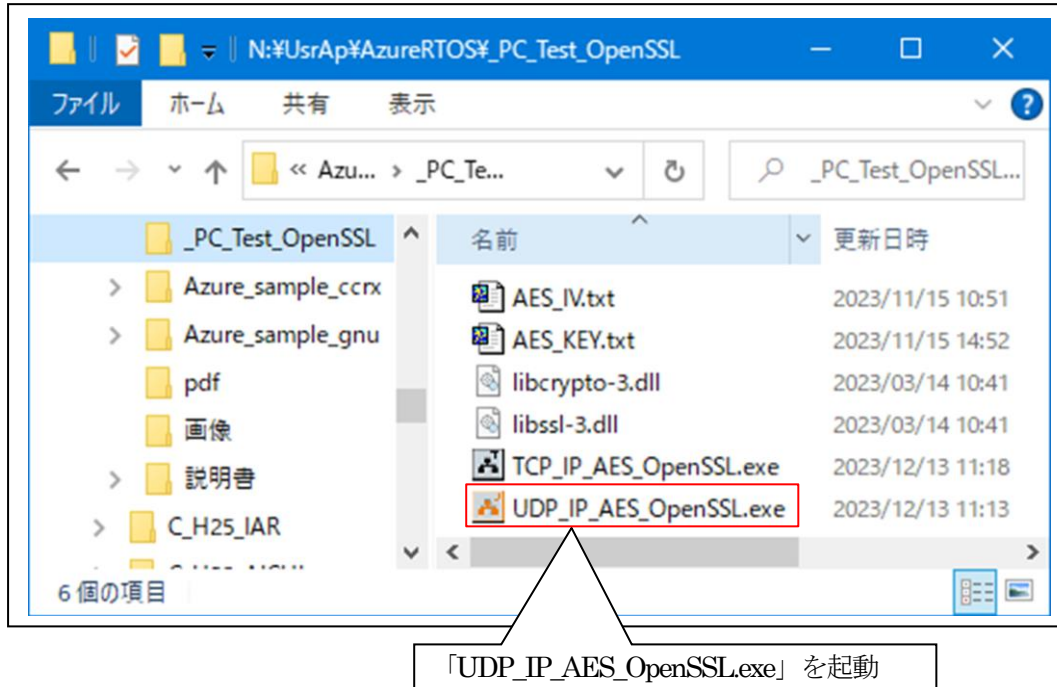 N:¥UsrAp¥AzureRTOS¥_PC_Test_OpenSSL
ファイル ホーム 共有 表示
« Azu... › _PC_Te... _PC_Test_OpenSSL...
_PC_Test_OpenSSL
Azure_sample_ccrx
Azure_sample_gnu
pdf
画像
説明書
C_H25_IAR
名前 更新日時
AES_IV.txt 2023/11/15 10:51
AES_KEY.txt 2023/11/15 14:52
libcrypto-3.dll 2023/03/14 10:41
libssl-3.dll 2023/03/14 10:41
TCP_IP_AES_OpenSSL.exe 2023/12/13 11:18
UDP_IP_AES_OpenSSL.exe 2023/12/13 11:13
6 個の項目
「UDP_IP_AES_OpenSSL.exe」を起動